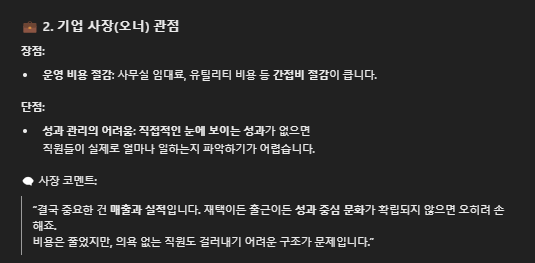 💼 2. 기업 사장(오너) 관점
장점:
• 운영 비용 절감: 사무실 임대료, 유틸리티 비용 등 간접비 절감이 큽니다.
단점:
• 성과 관리의 어려움: 직접적인 눈에 보이는 성과가 없으면
직원들이 실제로 얼마나 일하는지 파악하기가 어렵습니다.
🗨 사장 코멘트:
“결국 중요한 건 매출과 실적입니다. 재택이든 출근이든 성과 중심 문화가 확립되지 않으면 오히려 손
해죠.
비용은 줄었지만, 의욕 없는 직원도 걸러내기 어려운 구조가 문제입니다.”